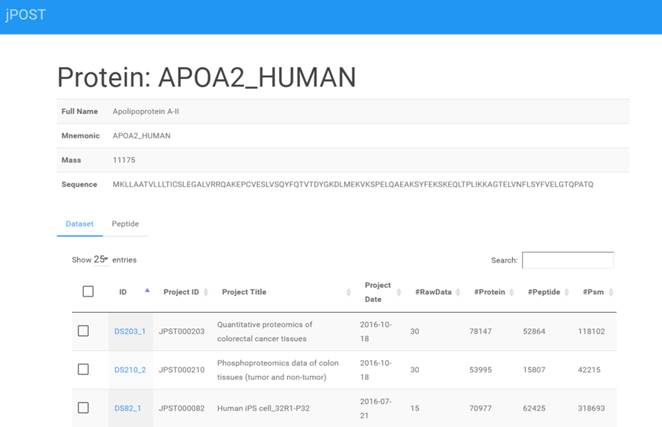 jPOST
Protein: APOA2_HUMAN
Full Name Apolipoprotein A-II
Mnemonic APOA2_HUMAN
Mass 11175
Sequence MKLLAATVLLLTICSLEGALVRRQAKEPCVESLVSQYFQTVTDYGKDLMEKVKSPELQAEAKSYFEKSKEQLTPLIKKAGTELVNFLSYFVELGTQPATQ
Dataset Peptide
Show 25 entries Search:
ID Project ID Project Title Project Date #RawData #Protein #Peptide #Psm
DS203_1 JPST000203 Quantitative proteomics of colorectal cancer tissues 2016-10-18 30 78147 52864 118102
DS210_2 JPST000210 Phosphoproteomics data of colon tissues (tumor and non-tumor) 2016-10-18 30 53995 15807 42215
DS82_1 JPST000082 Human iPS cell_32R1-P32 2016-07-21 15 70977 62425 318693